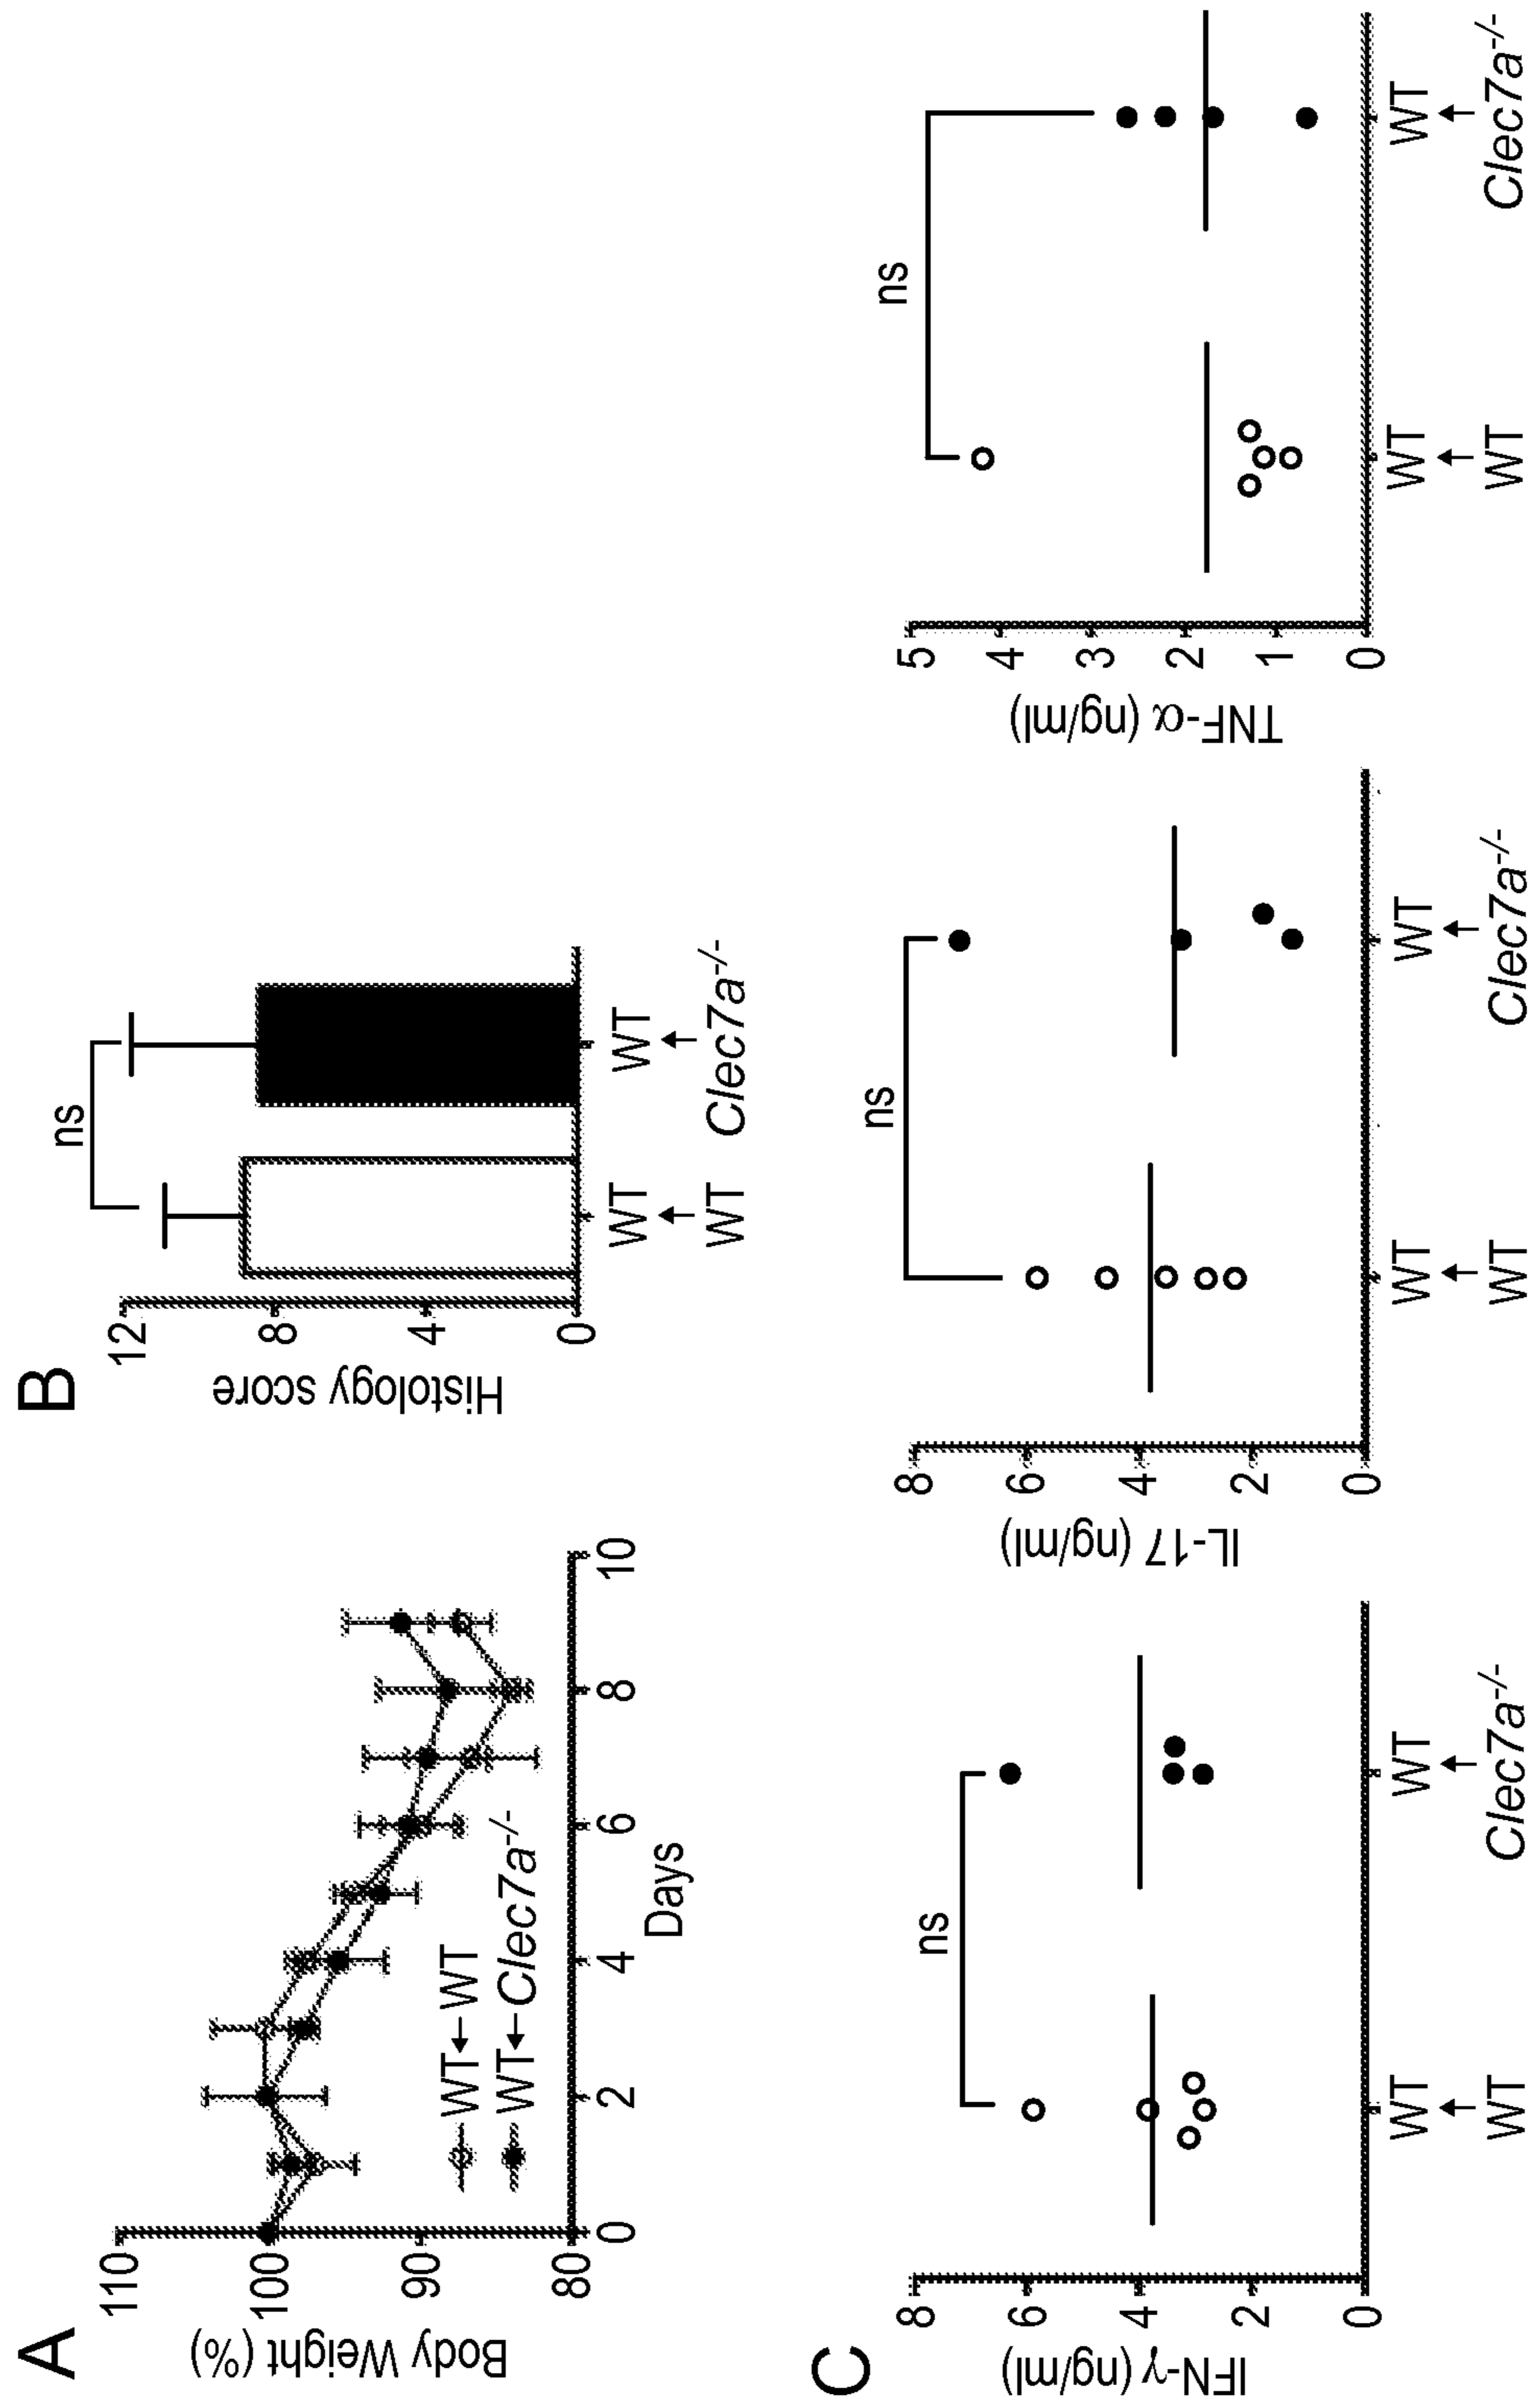 A
Body Weight (%)
110
100
90
80
0 2 4 6 8 10
Days
WT←WT
WT←Clec7a-/-
B
Histology score
12
8
4
0
ns
WT WT
↑ ↑
WT Clec7a-/-
C
IFN-γ (ng/ml)
8
6
4
2
0
ns
WT WT
↑ ↑
WT Clec7a-/-
IL-17 (ng/ml)
8
6
4
2
0
ns
WT WT
↑ ↑
WT Clec7a-/-
TNF-α (ng/ml)
5
4
3
2
1
0
ns
WT WT
↑ ↑
WT Clec7a-/-